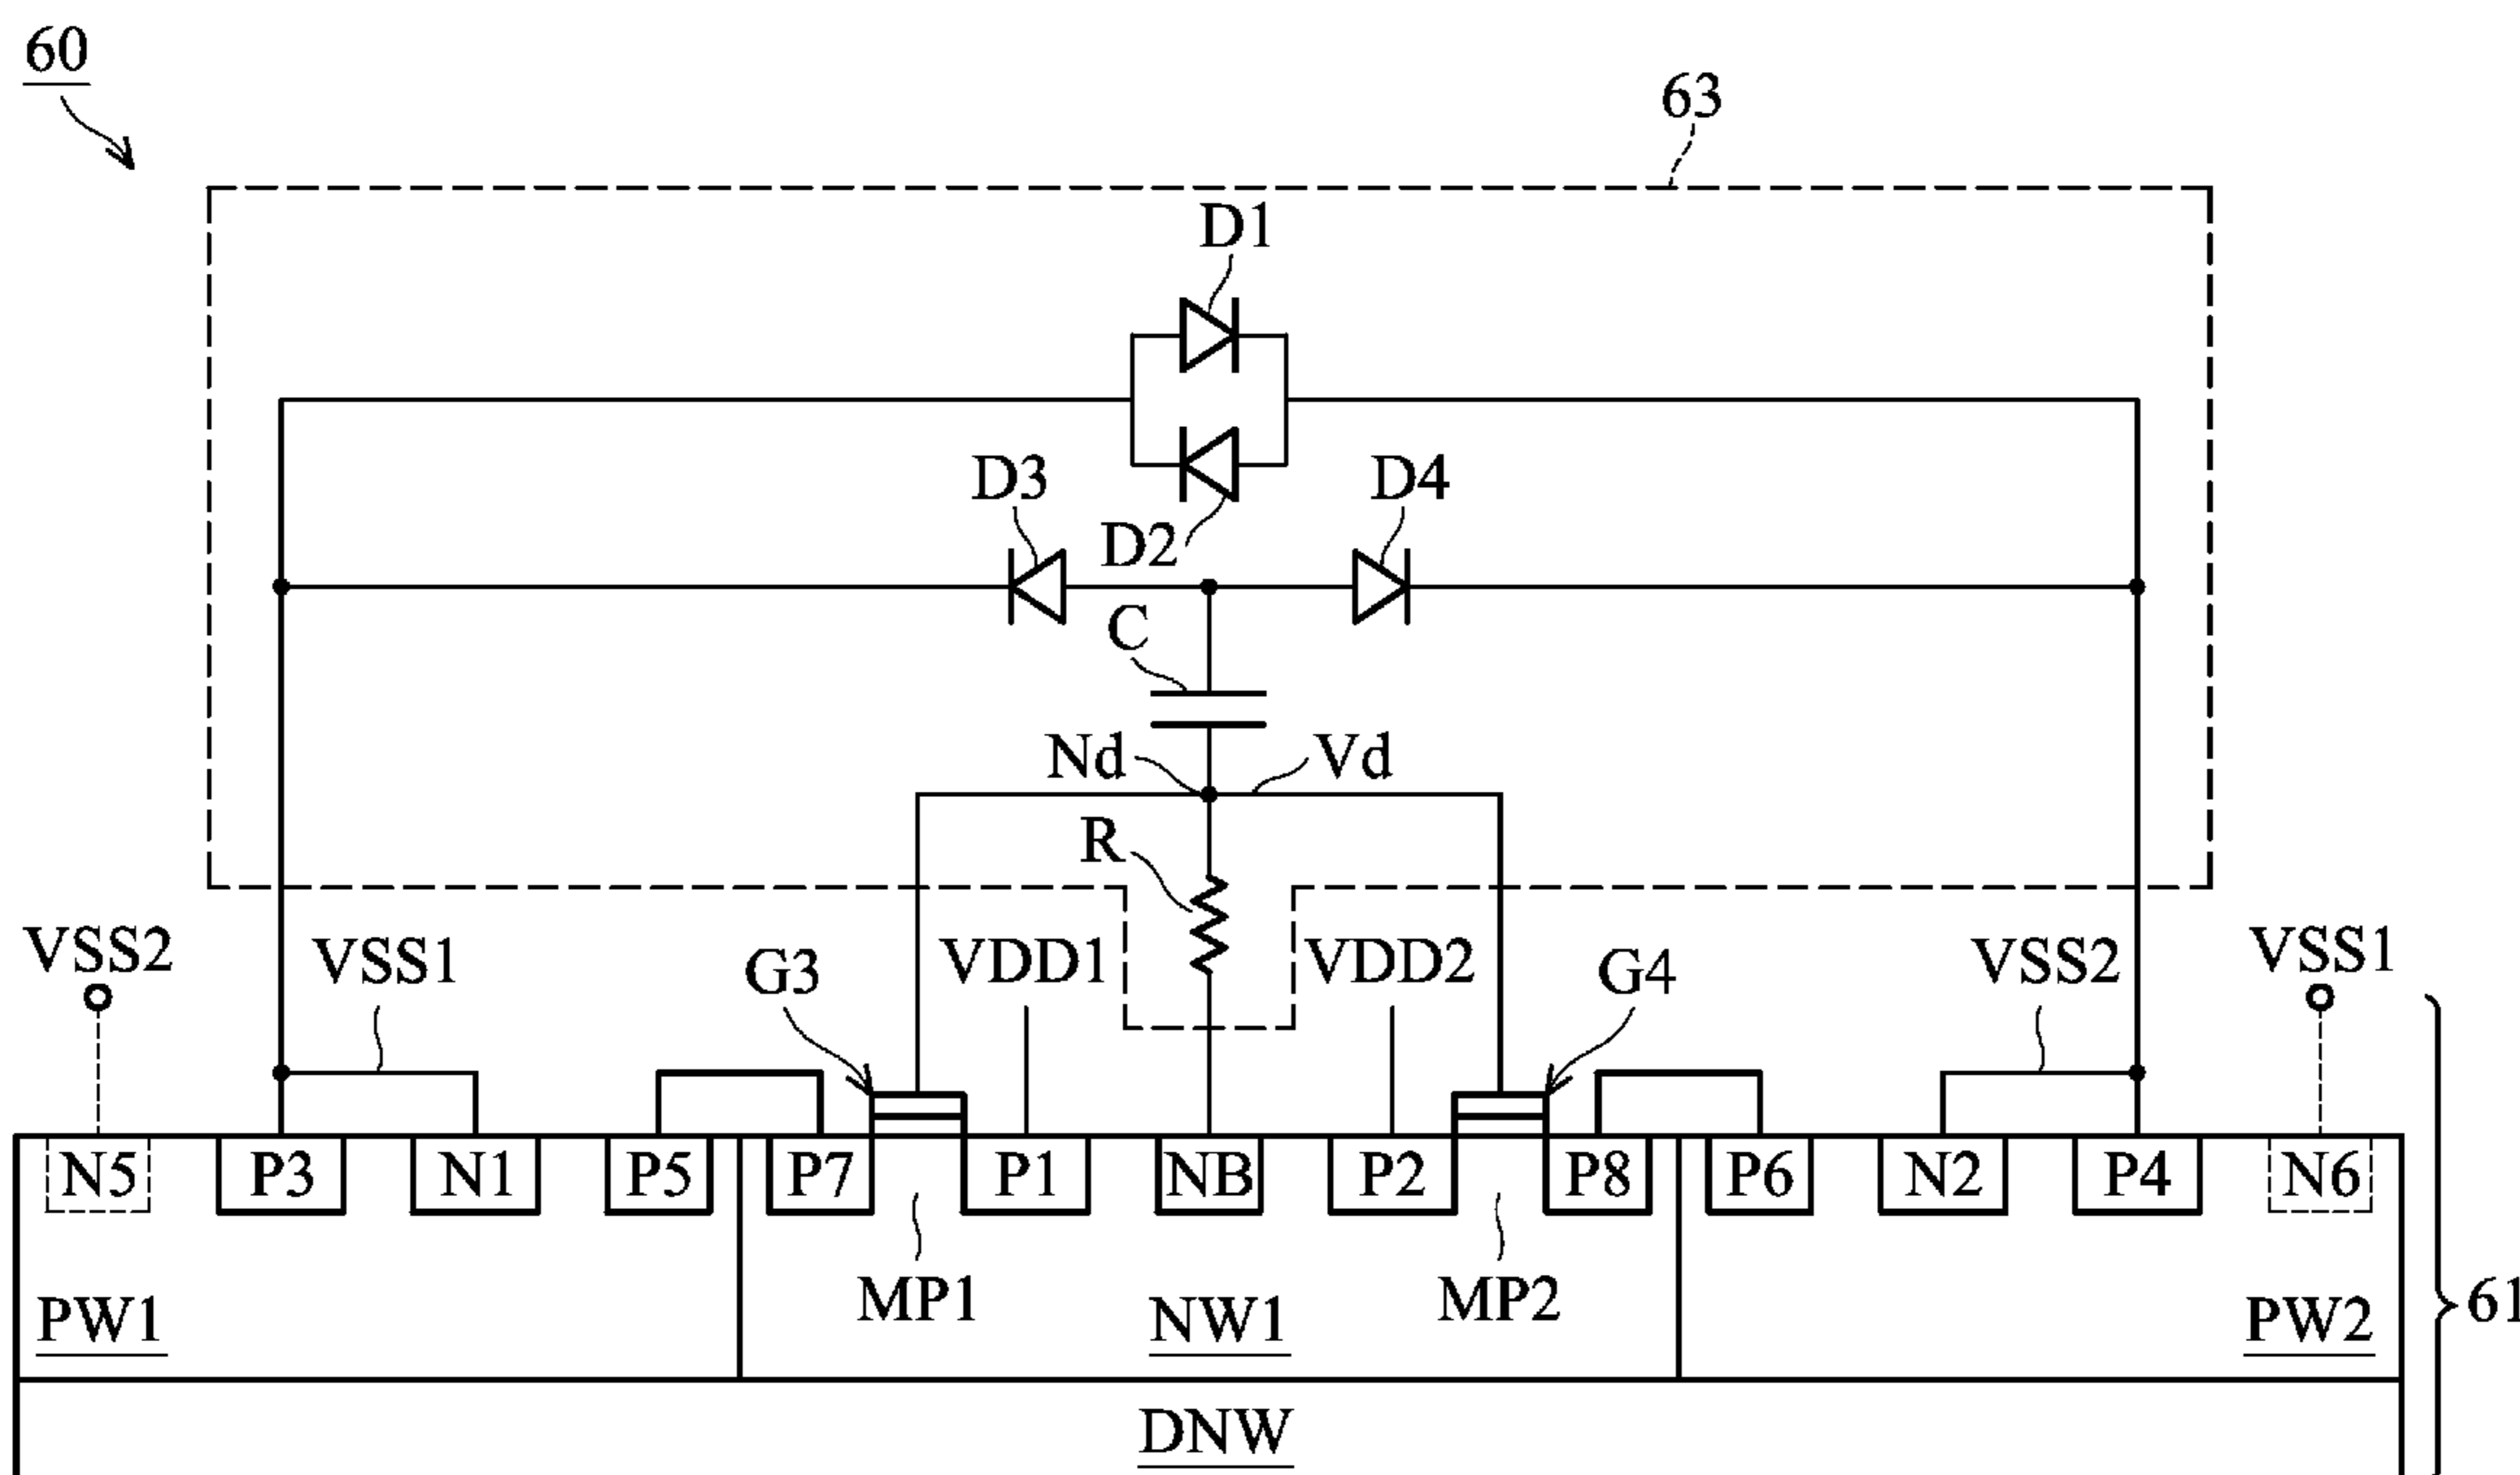 60
63
D1
D3
D2
D4
C
Nd
Vd
R
VSS2
VSS1
G3
VDD1
VDD2
G4
VSS2
VSS1
N5
P3
N1
P5
P7
P1
NB
P2
P8
P6
N2
P4
N6
MP1
MP2
PW1
NW1
PW2
61
DNW